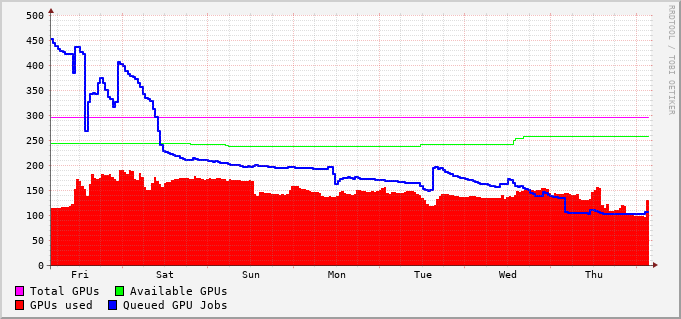 500
450
400
350
300
250
200
150
100
50
0
Fri Sat Sun Mon Tue Wed Thu
Total GPUs Available GPUs
GPUs used Queued GPU Jobs
RRDTOOL / TOBI OETIKER